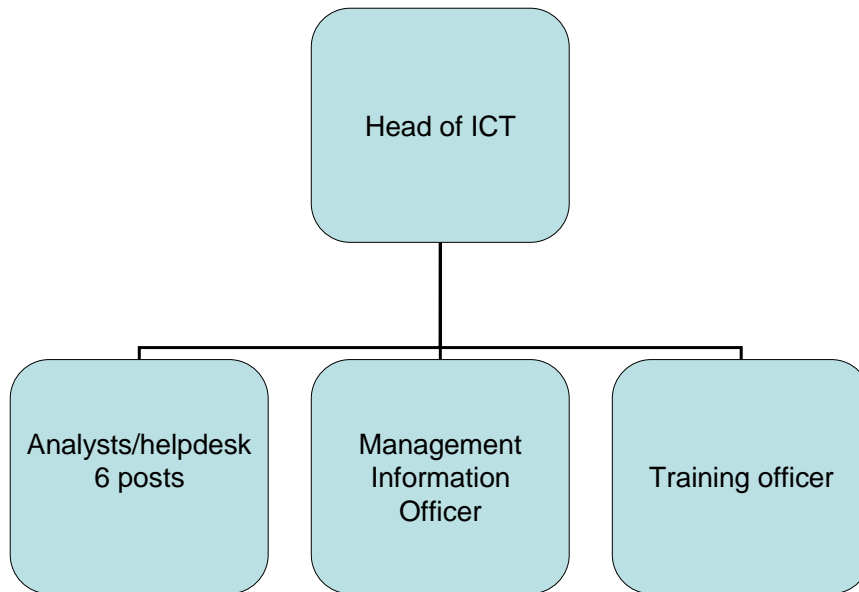 Head of ICT
Analysts/helpdesk
6 posts
Management
Information
Officer
Training officer